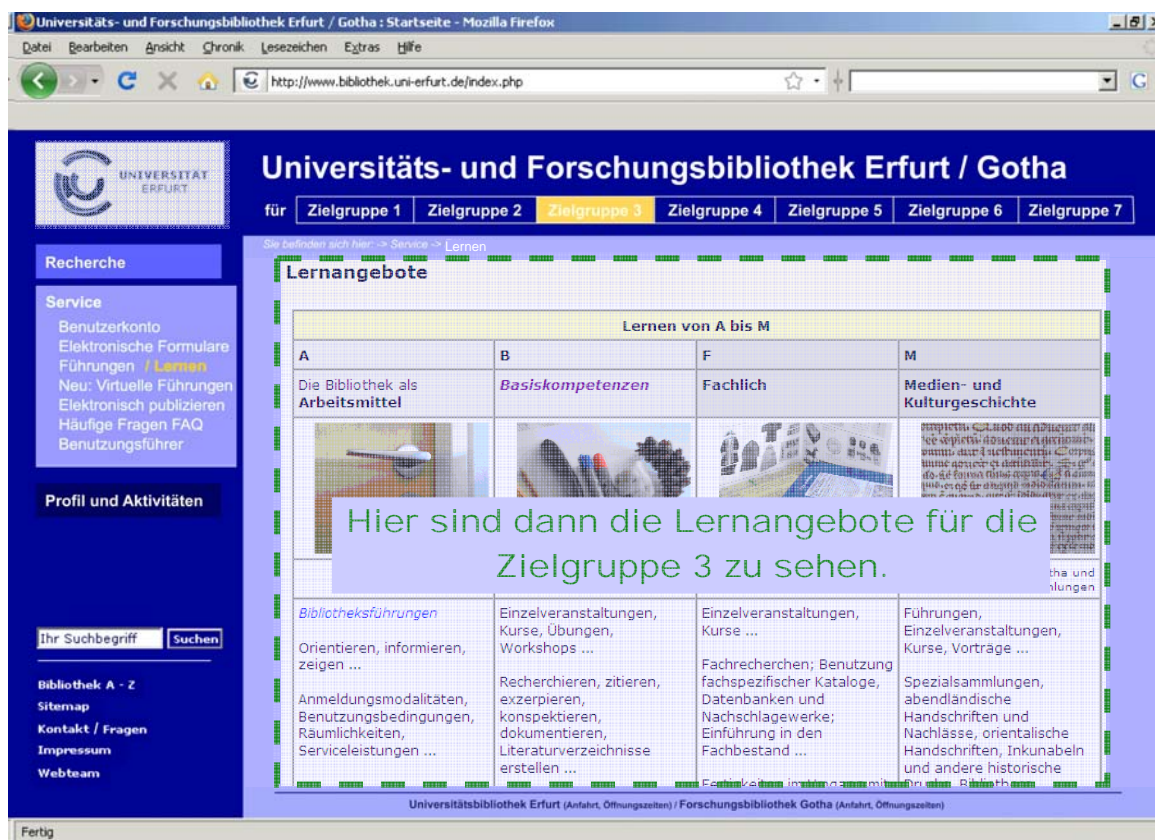 Universitäts- und Forschungsbibliothek Erfurt / Gotha : Startseite - Mozilla Firefox
Datei Bearbeiten Ansicht Chronik Lesezeichen Extras Hilfe
http://www.bibliothek.uni-erfurt.de/index.php
UNIVERSITÄT
ERFURT
Universitäts- und Forschungsbibliothek Erfurt / Gotha
für Zielgruppe 1 Zielgruppe 2 Zielgruppe 3 Zielgruppe 4 Zielgruppe 5 Zielgruppe 6 Zielgruppe 7
Sie befinden sich hier: -> Service -> Lernen
Recherche
Service
Benutzerkonto
Elektronische Formulare
Führungen / Lernen
Neu: Virtuelle Führungen
Elektronisch publizieren
Häufige Fragen FAQ
Benutzungsführer
Profil und Aktivitäten
Ihr Suchbegriff Suchen
Bibliothek A - Z
Sitemap
Kontakt / Fragen
Impressum
Webteam
Lernangebote
Lernen von A bis M
A B F M
Die Bibliothek als
Arbeitsmittel
Basiskompetenzen
Fachlich
Medien- und
Kulturgeschichte
Hier sind dann die Lernangebote für die
Zielgruppe 3 zu sehen.
und
Bibliotheksführungen
Orientieren, informieren,
zeigen ...
Anmeldungsmodalitäten,
Benutzungsbedingungen,
Räumlichkeiten,
Serviceleistungen ...
Einzelveranstaltungen,
Kurse, Übungen,
Workshops ...
Recherchieren, zitieren,
exzerpieren,
konspektieren,
dokumentieren,
Literaturverzeichnisse
erstellen ...
Einzelveranstaltungen,
Kurse ...
Fachrecherchen; Benutzung
fachspezifischer Kataloge,
Datenbanken und
Nachschlagewerke;
Einführung in den
Fachbestand ...
Führungen,
Einzelveranstaltungen,
Kurse, Vorträge ...
Spezialsammlungen,
abendländische
Handschriften und
Nachlässe, orientalische
Handschriften, Inkunabeln
und andere historische
Universitätsbibliothek Erfurt (Anfahrt, Öffnungszeiten) / Forschungsbibliothek Gotha (Anfahrt, Öffnungszeiten)
Fertig